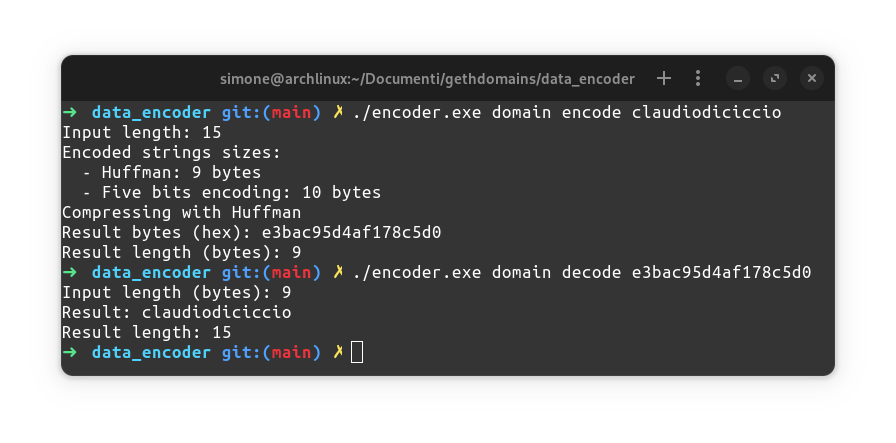 simone@archlinux:~/Documenti/gethdomains/data_encoder
➜ data_encoder git:(main) ✗ ./encoder.exe domain encode claudiodiciccio
Input length: 15
Encoded strings sizes:
  - Huffman: 9 bytes
  - Five bits encoding: 10 bytes
Compressing with Huffman
Result bytes (hex): e3bac95d4af178c5d0
Result length (bytes): 9
➜ data_encoder git:(main) ✗ ./encoder.exe domain decode e3bac95d4af178c5d0
Input length (bytes): 9
Result: claudiodiciccio
Result length: 15
➜ data_encoder git:(main) ✗